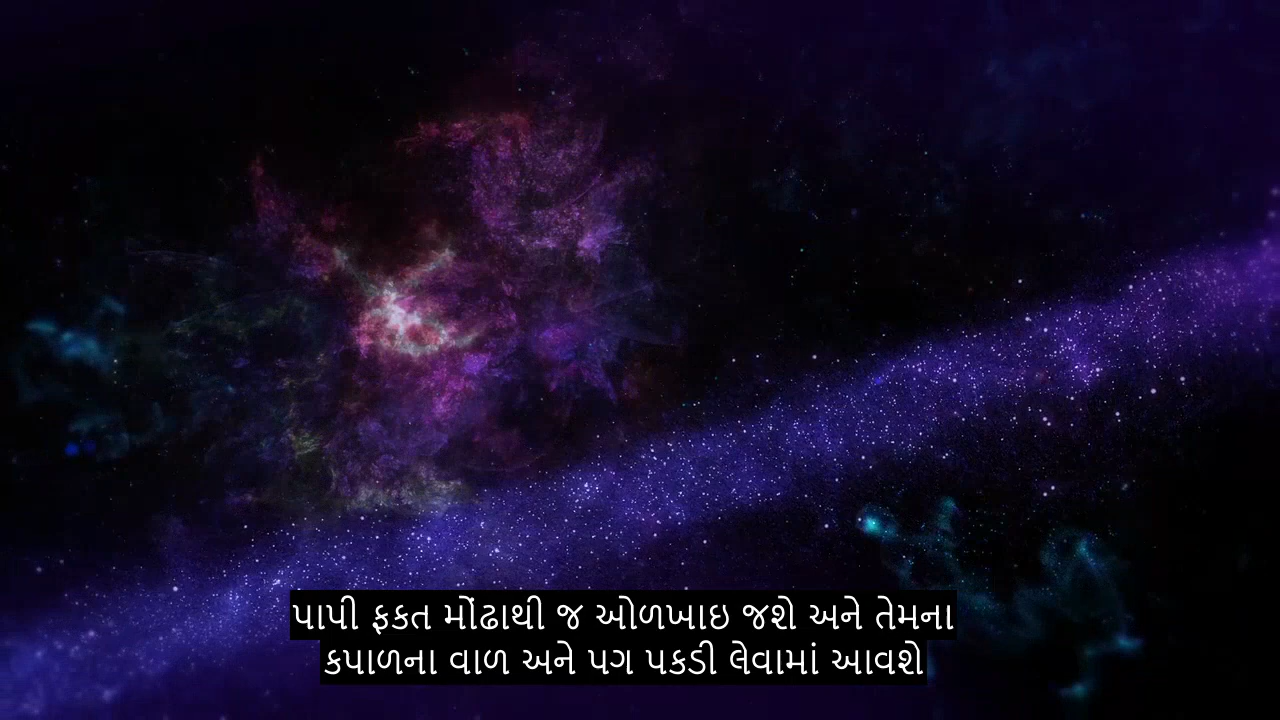 પાપી ફકત મોંઢાથી જ ઓળખાઇ જશે અને તેમના
કપાળના વાળ અને પગ પકડી લેવામાં આવશે